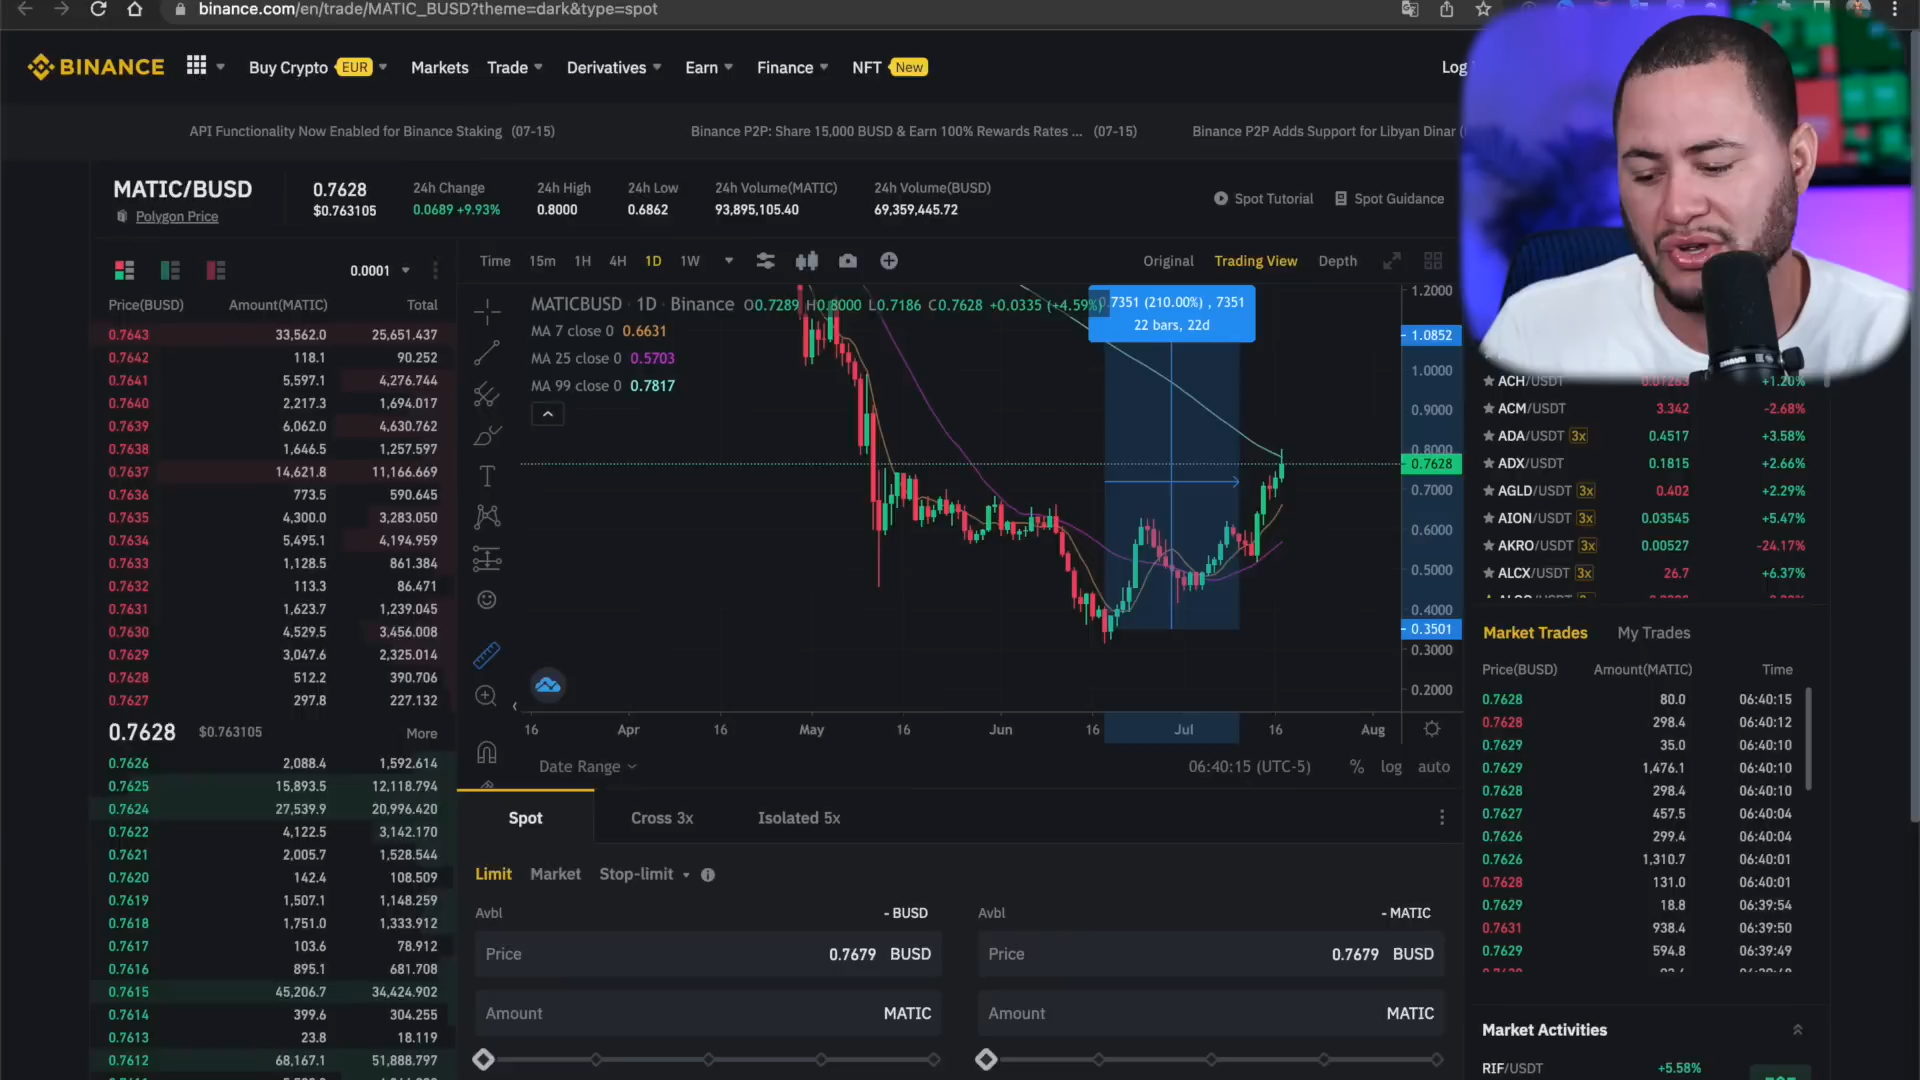 binance.com/en/trade/MATIC_BUSD?theme=dark&type=spot
BINANCE
Buy Crypto EUR
Markets
Trade
Derivatives
Earn
Finance
NFT New
Log
API Functionality Now Enabled for Binance Staking (07-15)
Binance P2P: Share 15,000 BUSD & Earn 100% Rewards Rates ... (07-15)
Binance P2P Adds Support for Libyan Dinar
MATIC/BUSD
Polygon Price
0.7628
$0.763105
24h Change
0.0689 +9.93%
24h High
0.8000
24h Low
0.6862
24h Volume(MATIC)
93,895,105.40
24h Volume(BUSD)
69,359,445.72
Spot Tutorial
Spot Guidance
0.0001
Price(BUSD) Amount(MATIC) Total
0.7643 33,562.0 25,651.437
0.7642 118.1 90.252
0.7641 5,597.1 4,276.744
0.7640 2,217.3 1,694.017
0.7639 6,062.0 4,630.762
0.7638 1,646.5 1,257.597
0.7637 14,621.8 11,166.669
0.7636 773.5 590.645
0.7635 4,300.0 3,283.050
0.7634 5,495.1 4,194.959
0.7633 1,128.5 861.384
0.7632 113.3 86.471
0.7631 1,623.7 1,239.045
0.7630 4,529.5 3,456.008
0.7629 3,047.6 2,325.014
0.7628 512.2 390.706
0.7627 297.8 227.132
0.7628 $0.763105 More
0.7626 2,088.4 1,592.614
0.7625 15,893.5 12,118.794
0.7624 27,539.9 20,996.420
0.7622 4,122.5 3,142.170
0.7621 2,005.7 1,528.544
0.7620 142.4 108.509
0.7619 1,507.1 1,148.259
0.7618 1,751.0 1,333.912
0.7617 103.6 78.912
0.7616 895.1 681.708
0.7615 45,206.7 34,424.902
0.7614 399.6 304.255
0.7613 23.8 18.119
0.7612 68,167.1 51,888.797
Time 15m 1H 4H 1D 1W
Original Trading View Depth
MATICBUSD · 1D · Binance O0.7289 H0.8000 L0.7186 C0.7628 +0.0335 (+4.59%)
MA 7 close 0 0.6631
MA 25 close 0 0.5703
MA 99 close 0 0.7817
7351 (210.00%) , 7351
22 bars, 22d
1.2000
1.0852
1.0000
0.9000
0.8000
0.7628
0.7000
0.6000
0.5000
0.4000
0.3501
0.3000
0.2000
16 Apr 16 May 16 Jun 16 Jul 16 Aug
Date Range
06:40:15 (UTC-5)
% log auto
Spot Cross 3x Isolated 5x
Limit Market Stop-limit
Avbl - BUSD
Price 0.7679 BUSD
Amount MATIC
Avbl - MATIC
Price 0.7679 BUSD
Amount MATIC
ACH/USDT 0.01263 +1.20%
ACM/USDT 3.342 -2.68%
ADA/USDT 3x 0.4517 +3.58%
ADX/USDT 0.1815 +2.66%
AGLD/USDT 3x 0.402 +2.29%
AION/USDT 3x 0.03545 +5.47%
AKRO/USDT 3x 0.00527 -24.17%
ALCX/USDT 3x 26.7 +6.37%
Market Trades My Trades
Price(BUSD) Amount(MATIC) Time
0.7628 80.0 06:40:15
0.7628 298.4 06:40:12
0.7629 35.0 06:40:10
0.7629 1,476.1 06:40:10
0.7628 298.4 06:40:10
0.7627 457.5 06:40:04
0.7626 299.4 06:40:04
0.7626 1,310.7 06:40:01
0.7628 131.0 06:40:01
0.7629 18.8 06:39:54
0.7631 938.4 06:39:50
0.7629 594.8 06:39:49
Market Activities
RIF/USDT +5.58%